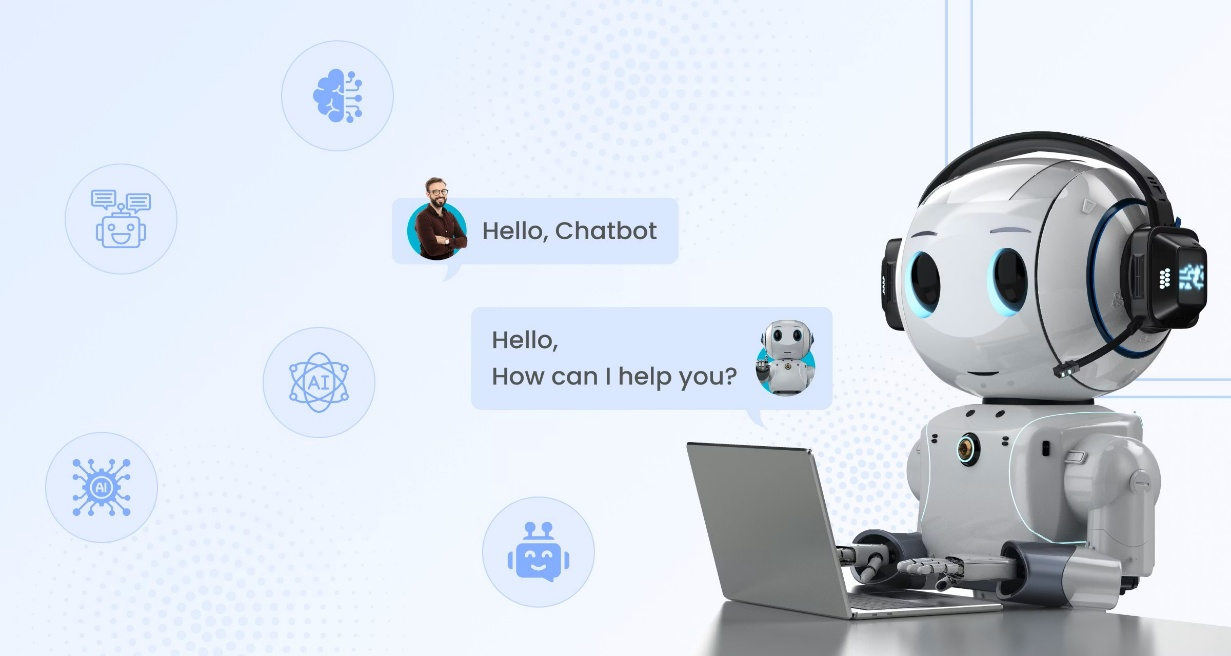 Hello, Chatbot
Hello,
How can I help you?
AI
AI